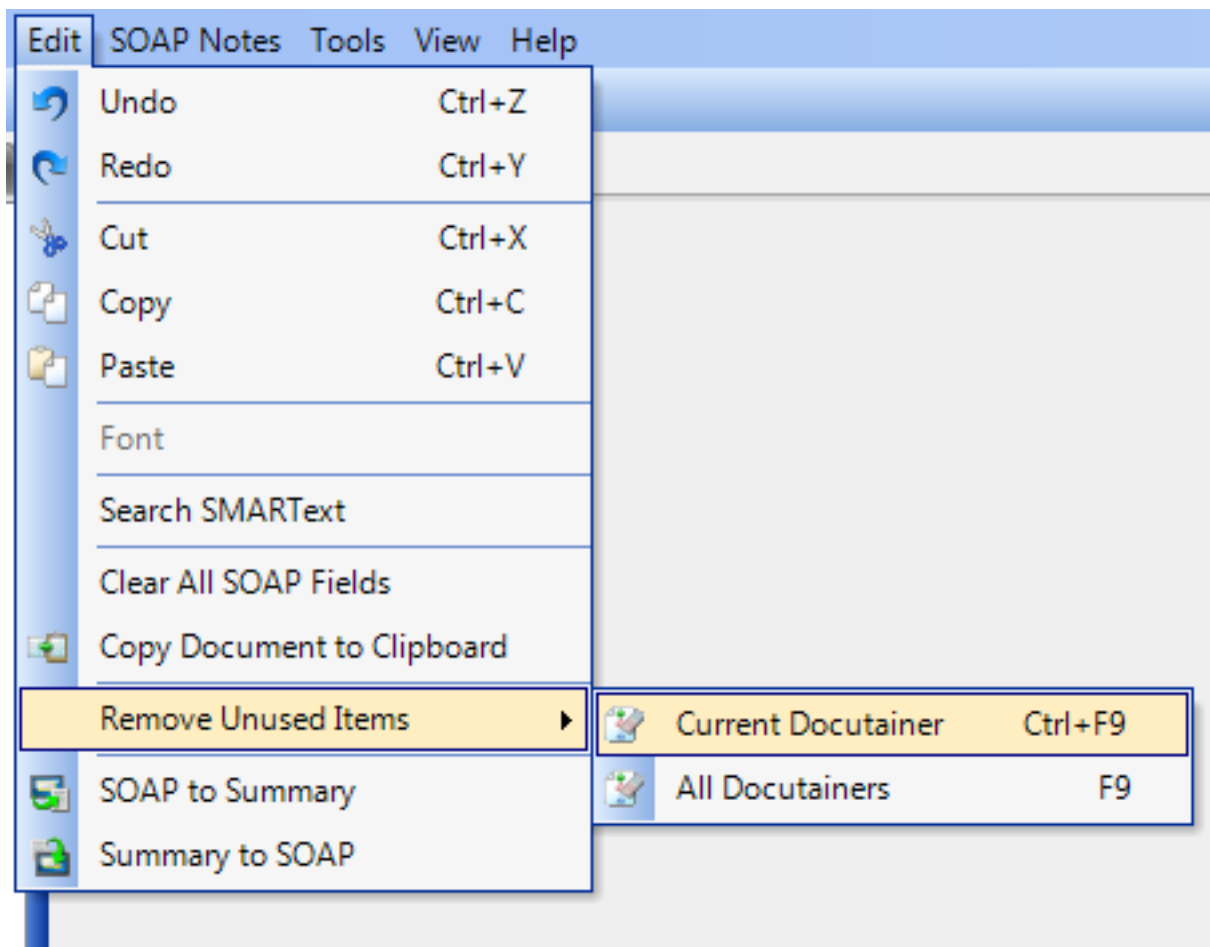 Edit SOAP Notes Tools View Help
Undo Ctrl+Z
Redo Ctrl+Y
Cut Ctrl+X
Copy Ctrl+C
Paste Ctrl+V
Font
Search SMARText
Clear All SOAP Fields
Copy Document to Clipboard
Remove Unused Items
Current Docutainer Ctrl+F9
All Docutainers F9
SOAP to Summary
Summary to SOAP